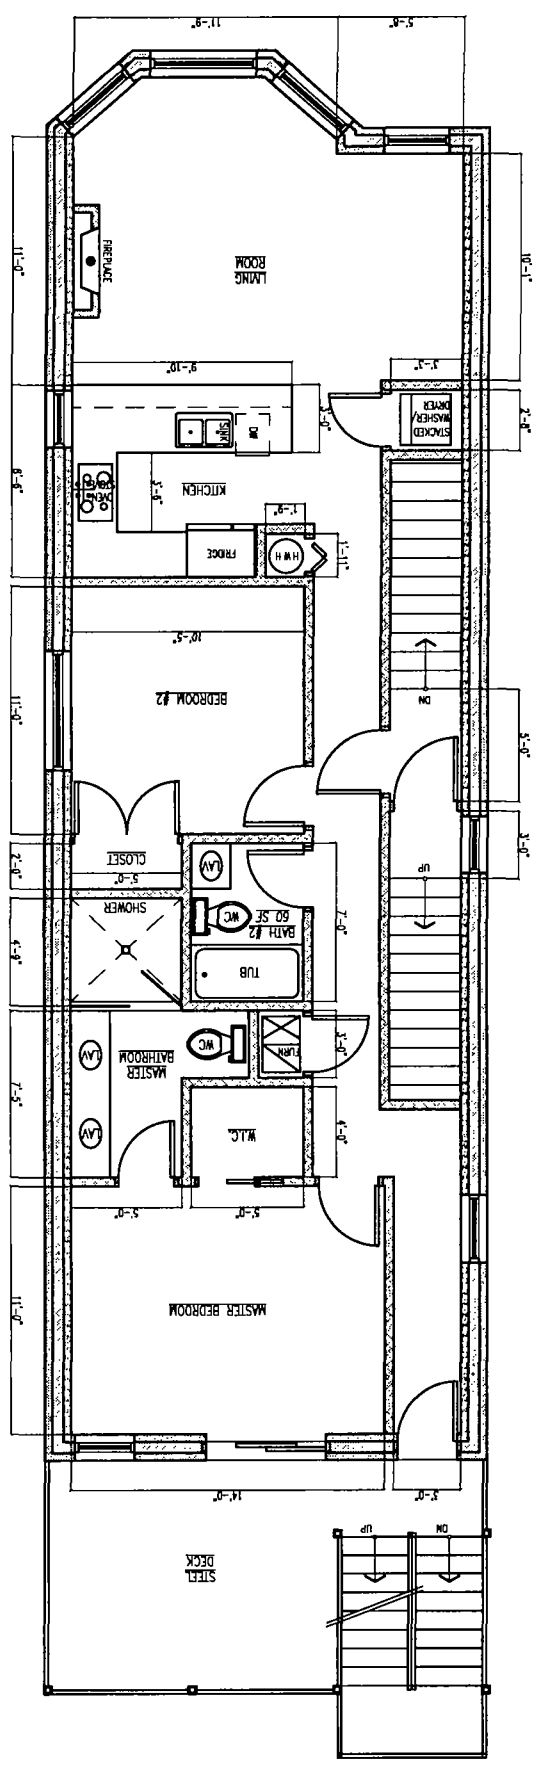 11'-9"
5'-8"
FIREPLACE
LIVING
ROOM
11'-0"
10'-1"
9'-10"
3'-3"
STACKED
WASHER/
DRYER
2'-8"
3'-0"
SINK
DW
8'-6"
OVEN
STOVE
3'-6"
KITCHEN
1'-9"
FRIDGE
HWH
1'-11"
10'-5"
11'-0"
BEDROOM #2
DN
5'-0"
3'-0"
CLOSET
5'-0"
2'-0"
LAV
UP
SHOWER
WC
BATH #2
60 SF
7'-0"
4'-9"
TUB
LAV
WC
MASTER
BATHROOM
FURN
3'-0"
7'-5"
LAV
W.I.C.
4'-0"
5'-0"
5'-0"
11'-0"
MASTER BEDROOM
14'-0"
3'-0"
UP
DN
STEEL
DECK